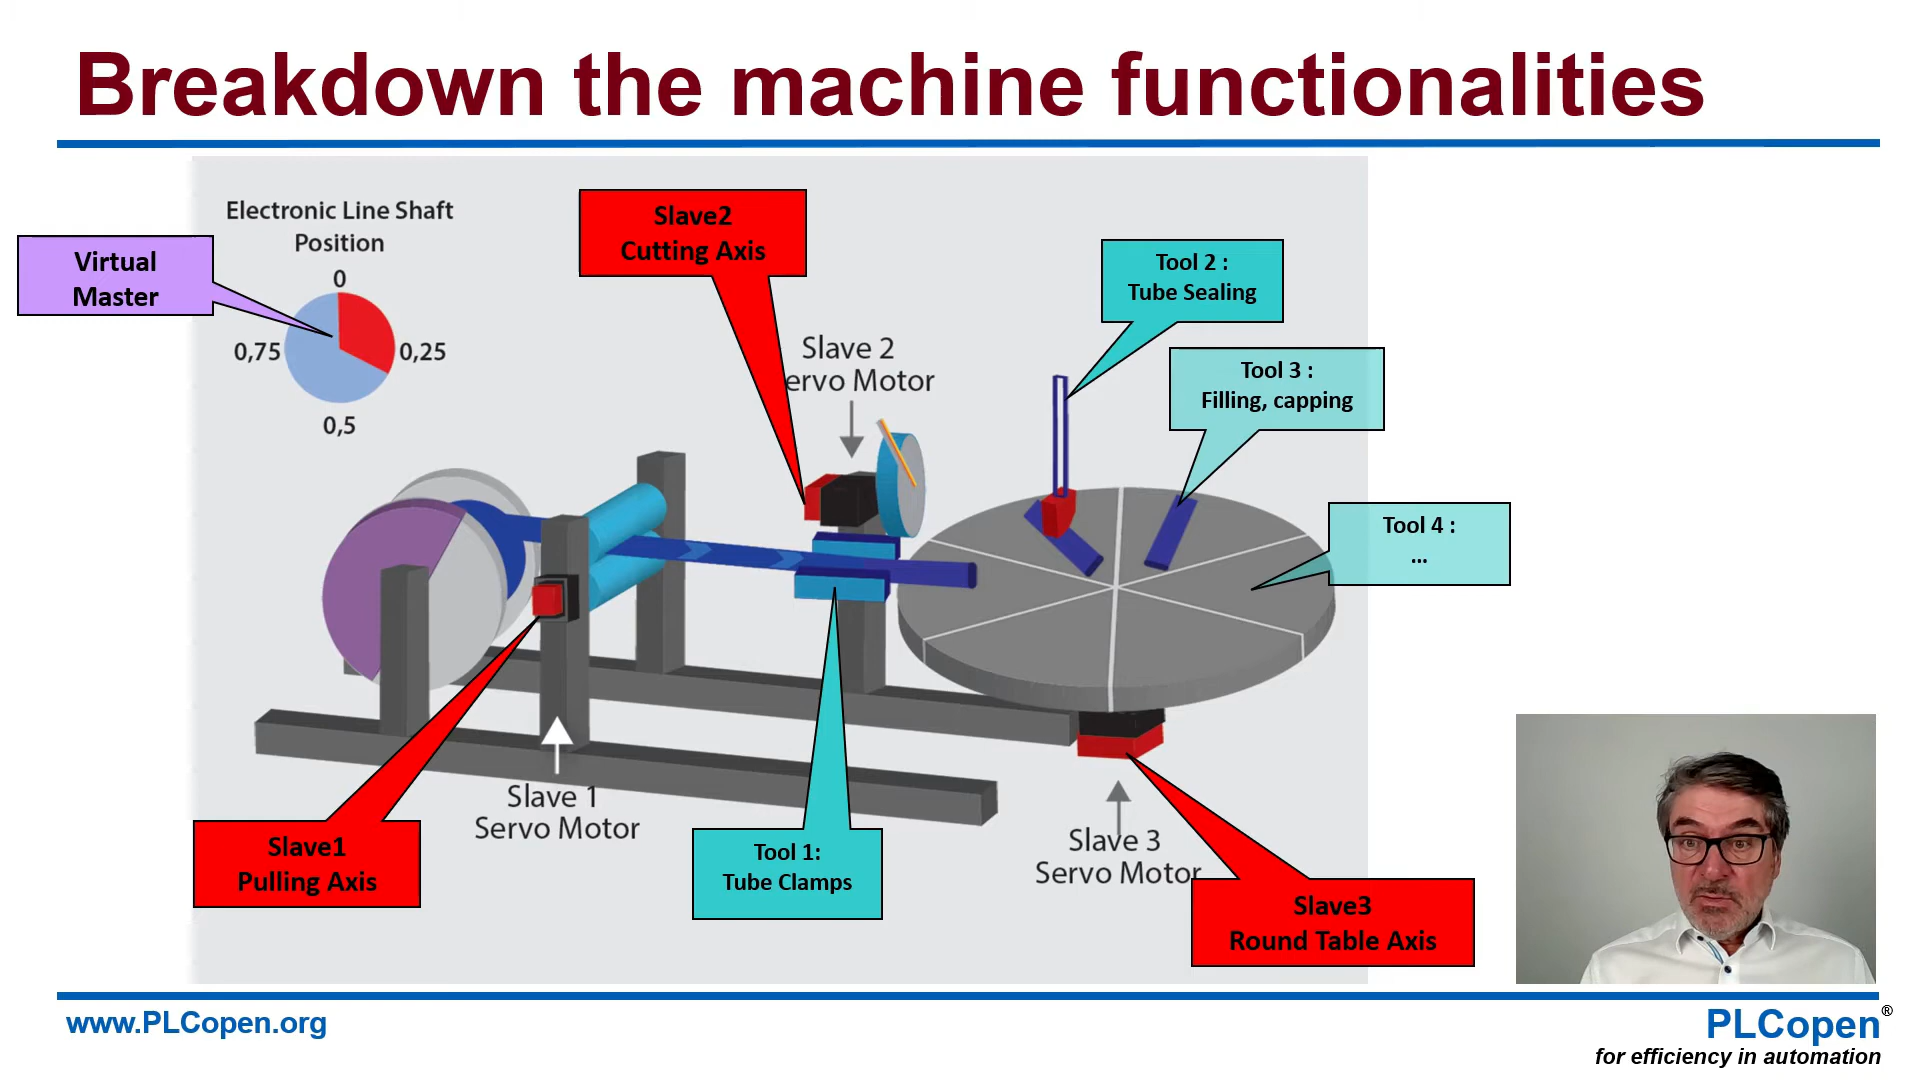 Breakdown the machine functionalities
Electronic Line Shaft
Position
0
0,25
0,5
0,75
Virtual
Master
Slave2
Cutting Axis
Slave 2
ervo Motor
Tool 2 :
Tube Sealing
Tool 3 :
Filling, capping
Tool 4 :
...
Slave 1
Servo Motor
Slave1
Pulling Axis
Tool 1:
Tube Clamps
Slave 3
Servo Motor
Slave3
Round Table Axis
www.PLCopen.org
PLCopen®
for efficiency in automation